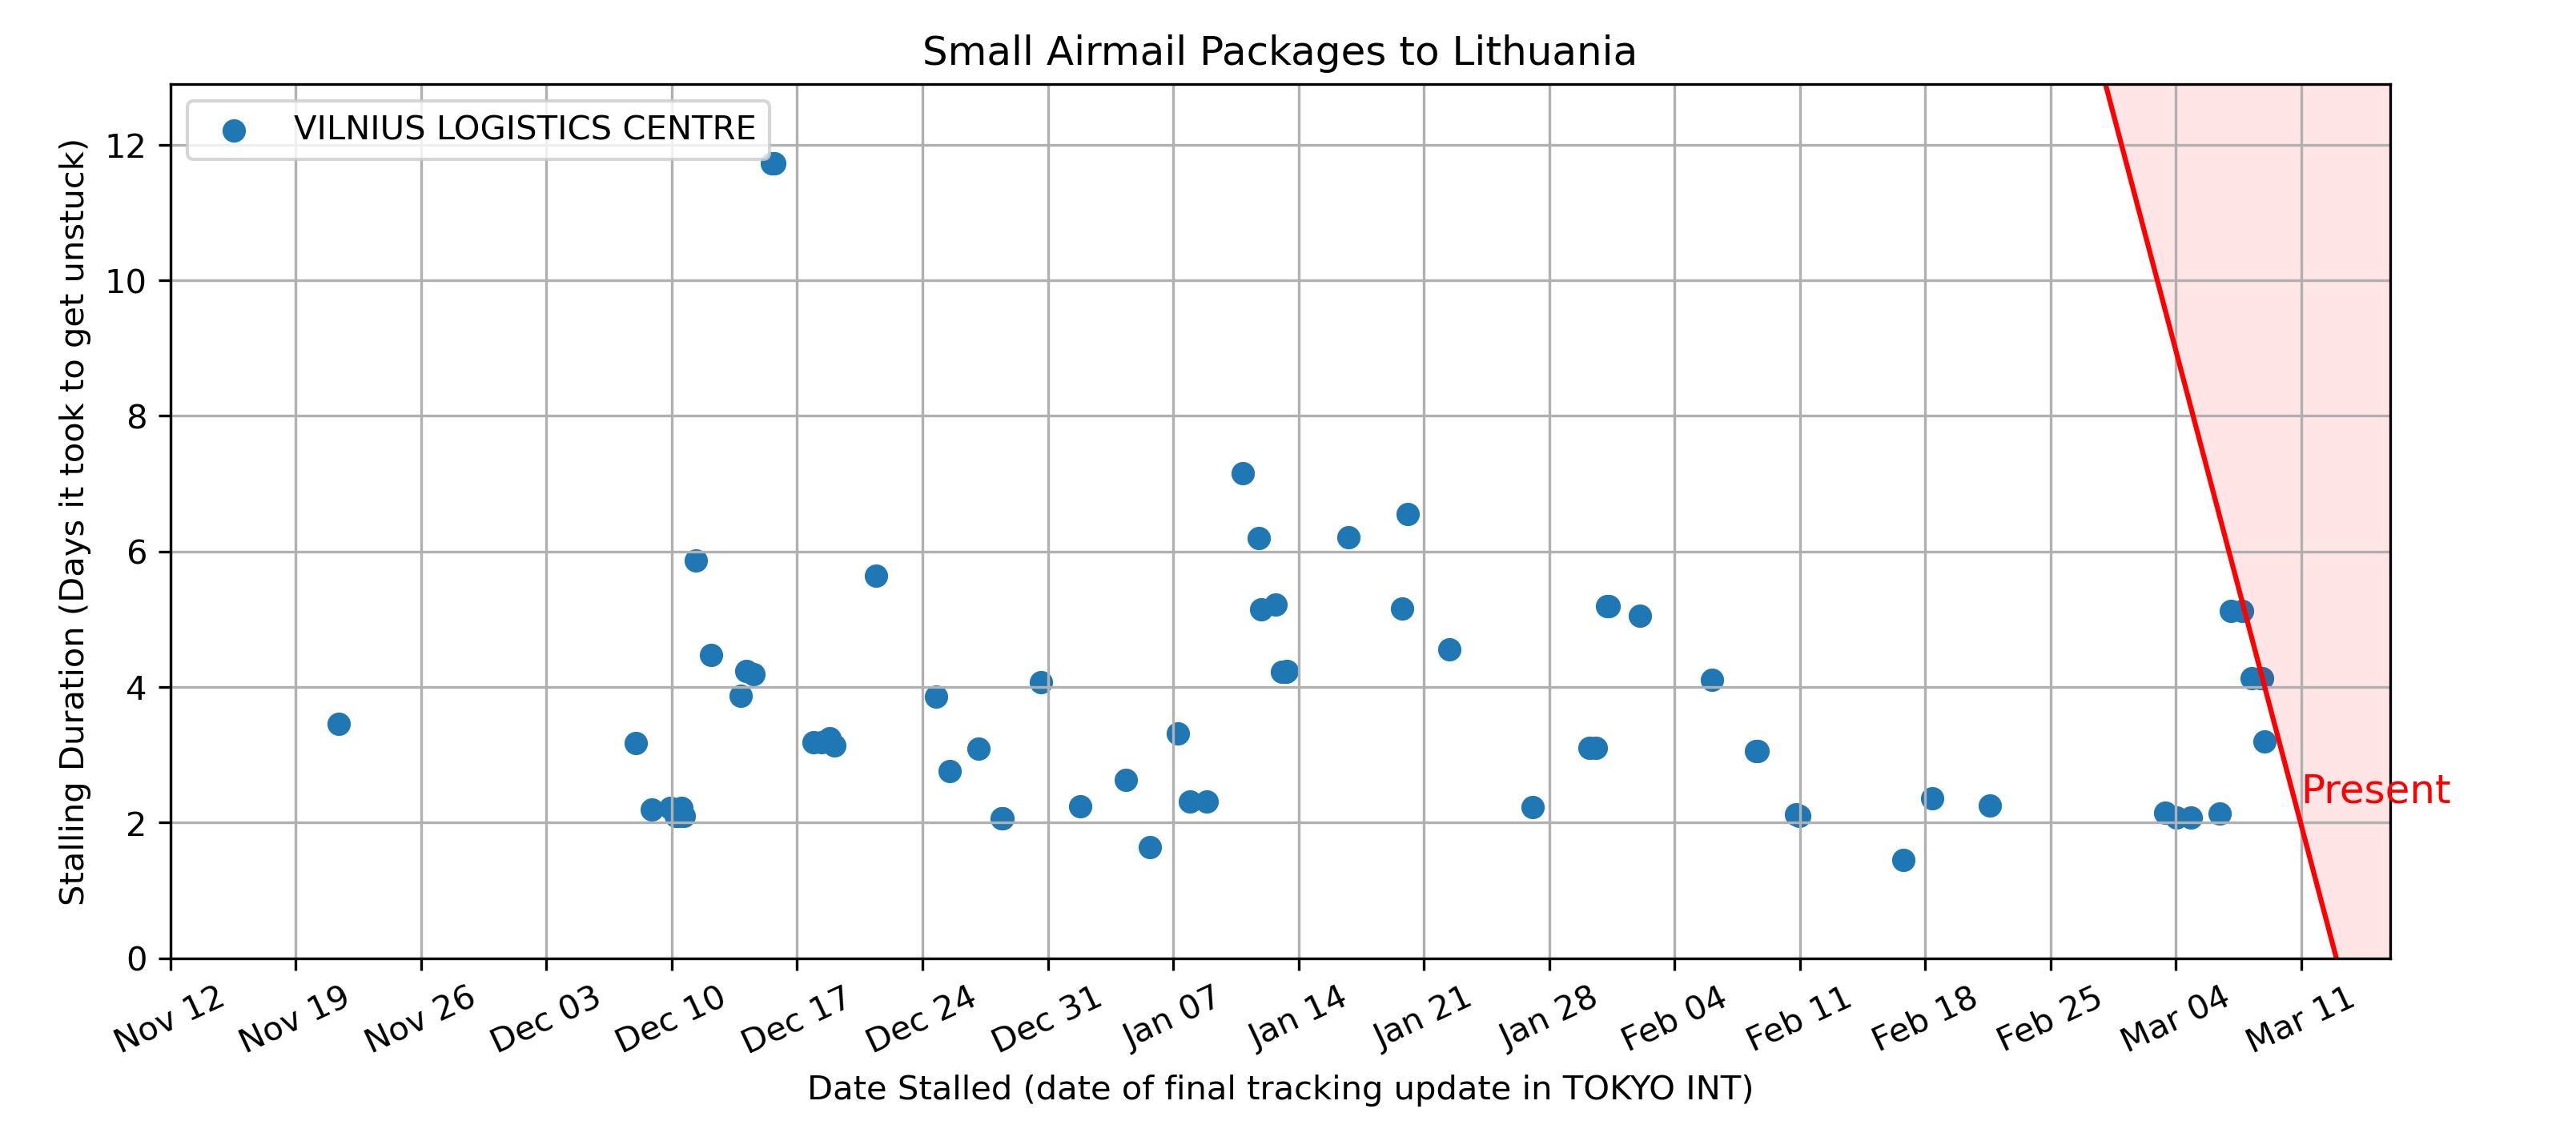 Small Airmail Packages to Lithuania
VILNIUS LOGISTICS CENTRE
Stalling Duration (Days it took to get unstuck)
12
10
8
6
4
2
0
Present
Nov 12
Nov 19
Nov 26
Dec 03
Dec 10
Dec 17
Dec 24
Dec 31
Jan 07
Jan 14
Jan 21
Jan 28
Feb 04
Feb 11
Feb 18
Feb 25
Mar 04
Mar 11
Date Stalled (date of final tracking update in TOKYO INT)